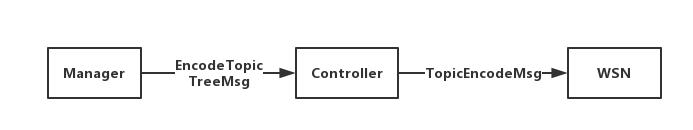 Manager
EncodeTopic
TreeMsg
Controller
TopicEncodeMsg
WSN